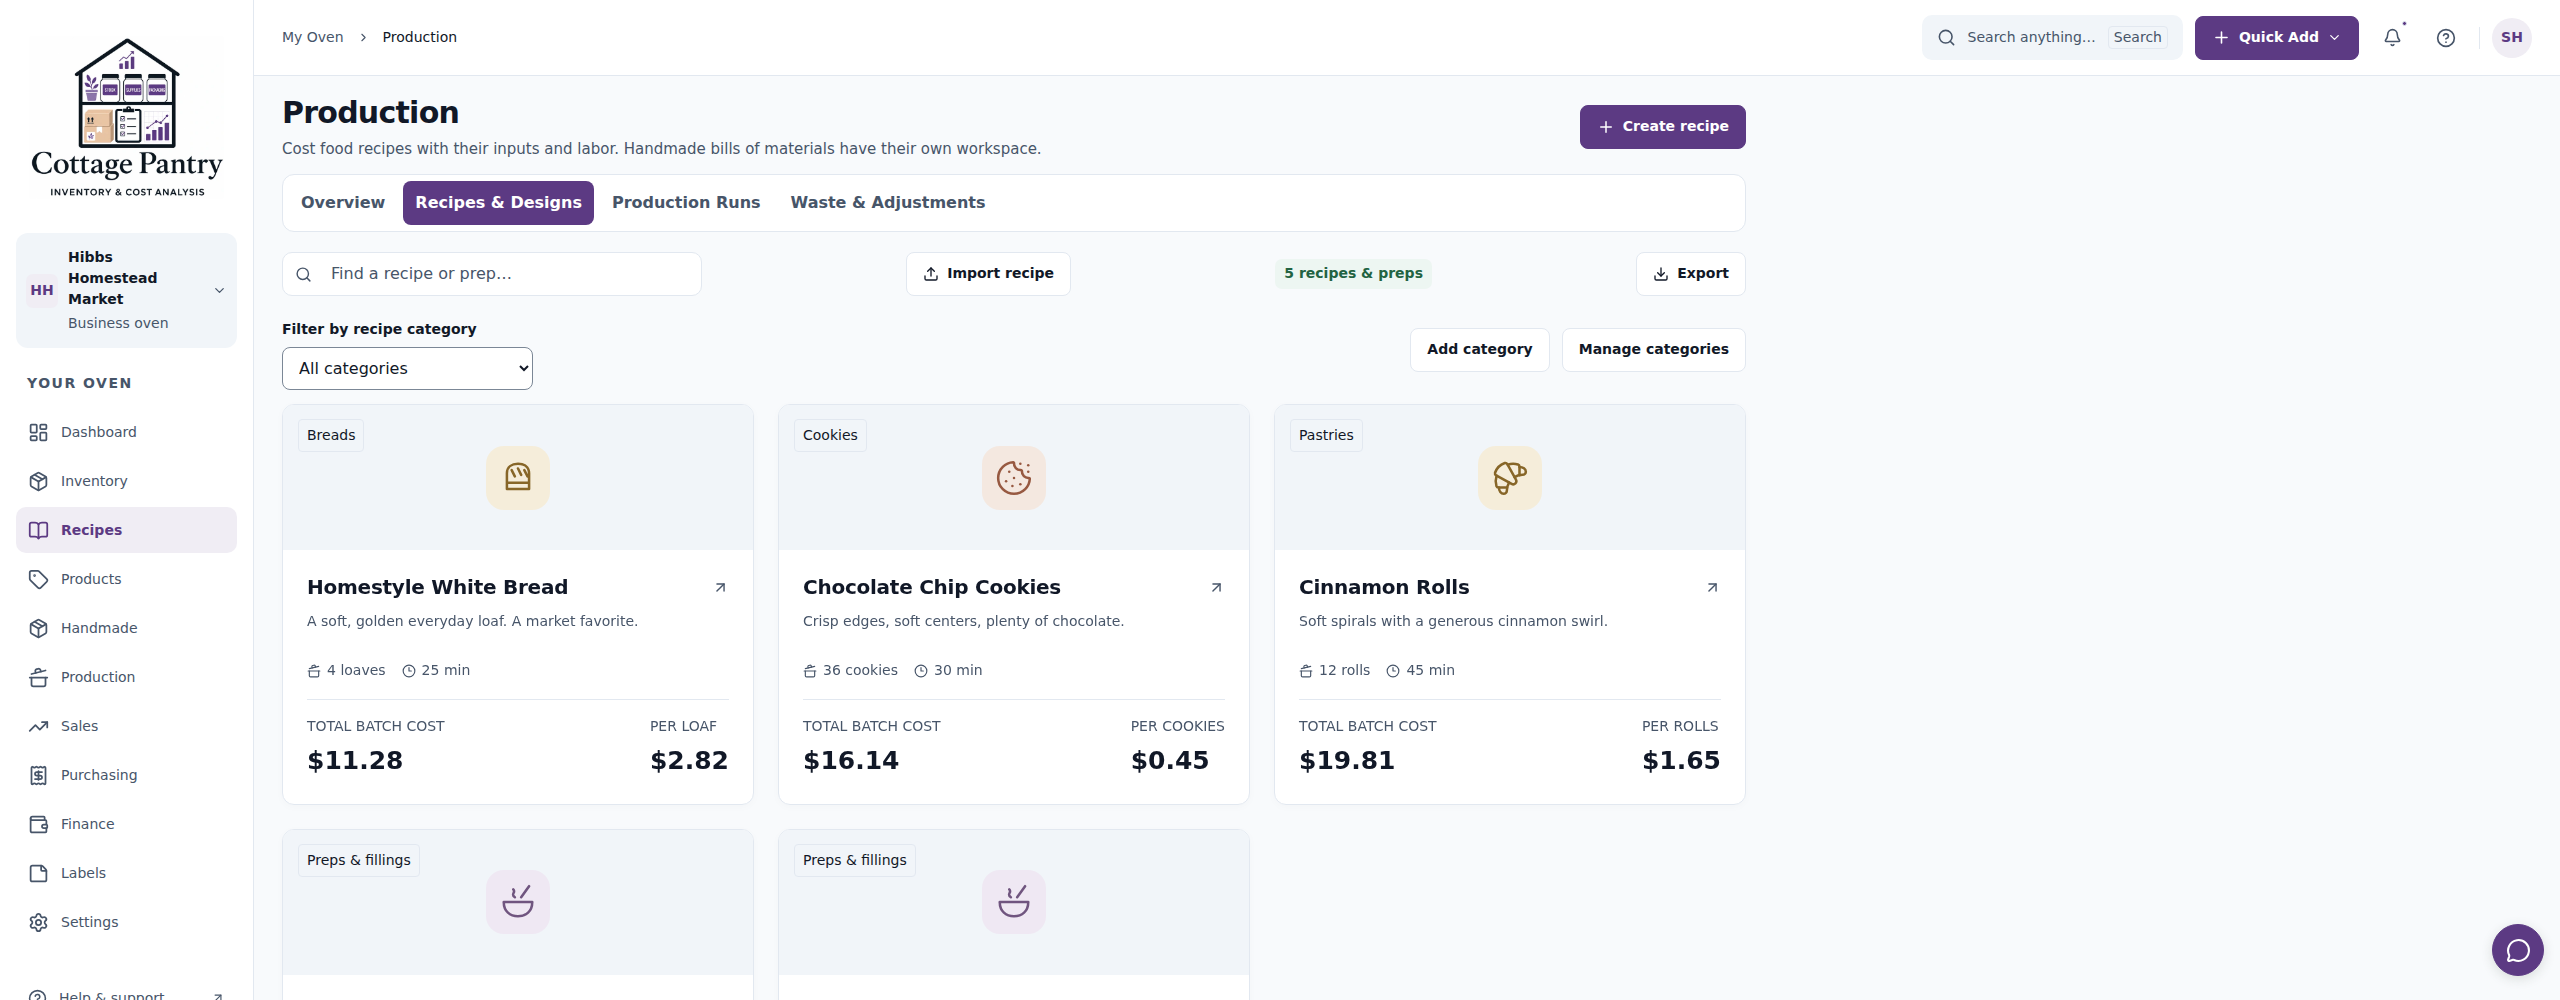 Cottage Pantry
INVENTORY & COST ANALYSIS
HH
Hibbs
Homestead
Market
Business oven
YOUR OVEN
Dashboard
Inventory
Recipes
Products
Handmade
Production
Sales
Purchasing
Finance
Labels
Settings
Help & support
My Oven > Production
Search anything... Search
Quick Add
SH
Production
Cost food recipes with their inputs and labor. Handmade bills of materials have their own workspace.
Create recipe
Overview Recipes & Designs Production Runs Waste & Adjustments
Find a recipe or prep...
Import recipe
5 recipes & preps
Export
Filter by recipe category
All categories
Add category
Manage categories
Breads
Homestyle White Bread
A soft, golden everyday loaf. A market favorite.
4 loaves 25 min
TOTAL BATCH COST PER LOAF
$11.28 $2.82
Cookies
Chocolate Chip Cookies
Crisp edges, soft centers, plenty of chocolate.
36 cookies 30 min
TOTAL BATCH COST PER COOKIES
$16.14 $0.45
Pastries
Cinnamon Rolls
Soft spirals with a generous cinnamon swirl.
12 rolls 45 min
TOTAL BATCH COST PER ROLLS
$19.81 $1.65
Preps & fillings
Preps & fillings